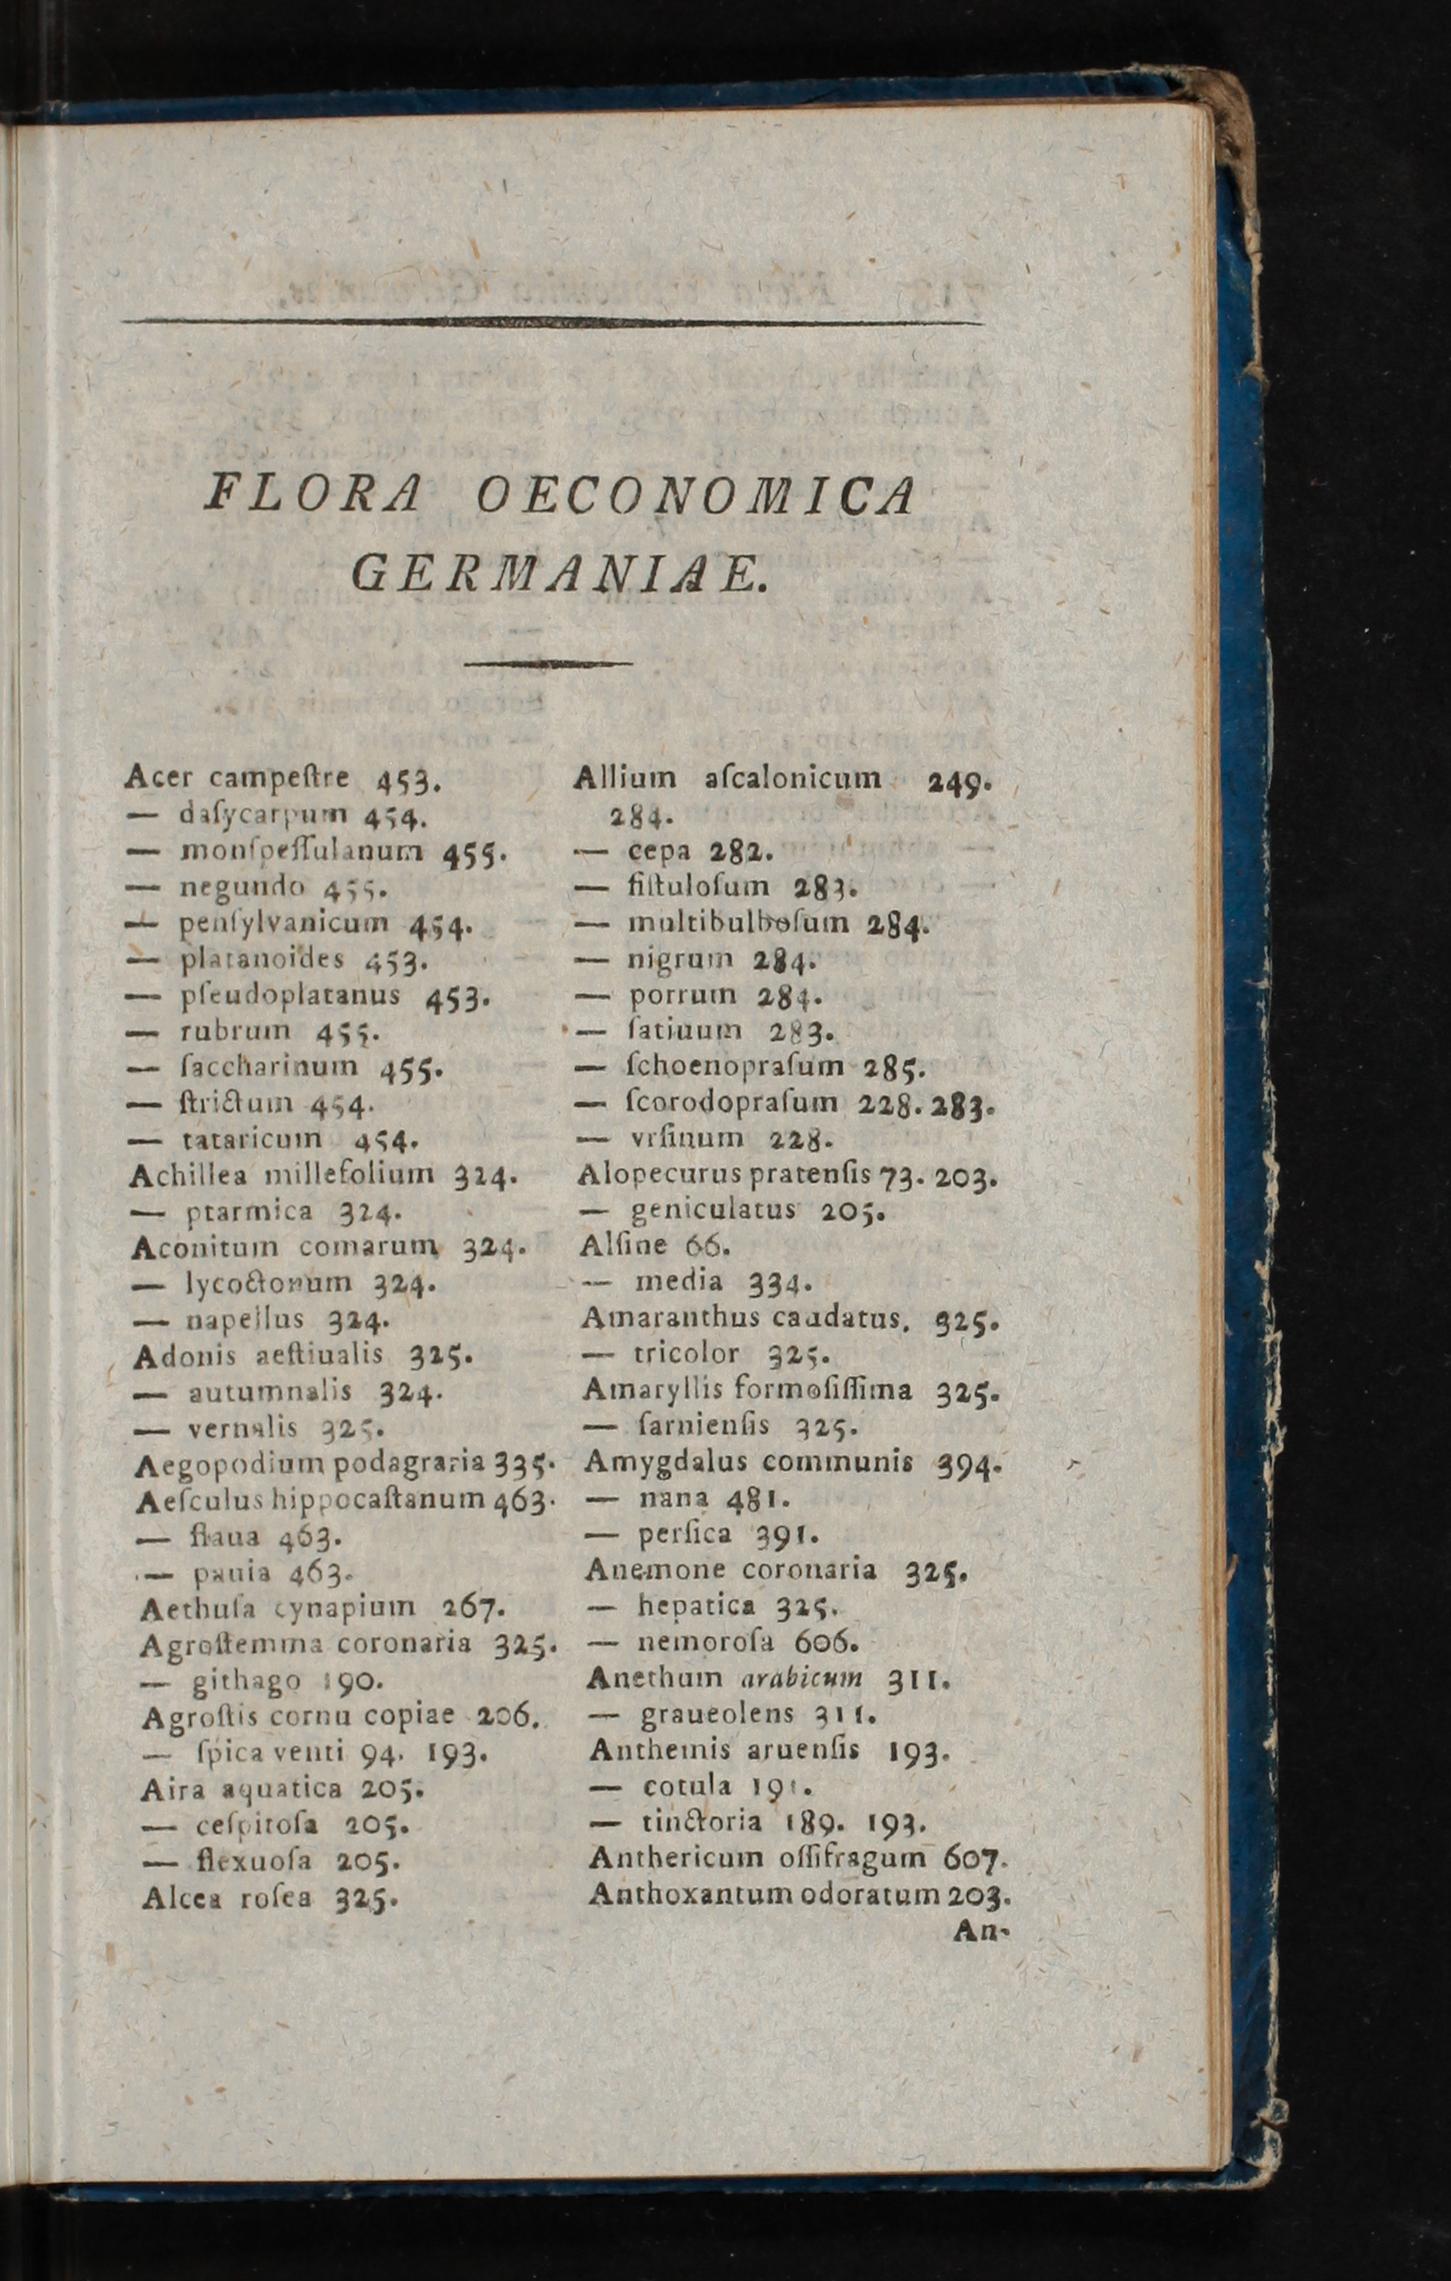 FLORA OECONOMICA
GERMANIAE.
Acer campeſtre 453.
— daſycarpum 454.
— monſpeſſulanum 455.
— negundo 455.
— penſylvanicum 454.
— platanoides 453.
— pſeudoplatanus 453.
— rubrum 455.
— ſaccharinum 455.
— ſtrictum 454.
— tataricum 454.
Achillea millefolium 324.
— ptarmica 324.
Aconitum comarum 324.
— lycoctonum 324.
— napellus 324.
Adonis aeſtiualis 325.
— autumnalis 324.
— vernalis 325.
Aegopodium podagraria 335.
Aeſculus hippocaſtanum 463.
— flaua 463.
— pauia 463.
Aethuſa cynapium 267.
Agroſtemma coronaria 325.
— githago 190.
Agroſtis cornu copiae 206.
— ſpica venti 94. 193.
Aira aquatica 205.
— ceſpitoſa 205.
— flexuoſa 205.
Alcea roſea 325.
Allium aſcalonicum 249.
284.
— cepa 282.
— fiſtuloſum 283.
— multibulboſum 284.
— nigrum 284.
— porrum 284.
— ſatiuum 283.
— ſchoenopraſum 285.
— ſcorodopraſum 228. 283.
— vrſinum 228.
Alopecurus pratenſis 73. 203.
— geniculatus 205.
Alſine 66.
— media 334.
Amaranthus caudatus, 325.
— tricolor 325.
Amaryllis formoſiſſima 325.
— ſarnienſis 325.
Amygdalus communis 394.
— nana 481.
— perſica 391.
Anemone coronaria 325.
— hepatica 325.
— nemoroſa 606.
Anethum arabicum 311.
— graueolens 311.
Anthemis aruenſis 193.
— cotula 191.
— tinctoria 189. 193.
Anthericum oſſifragum 607.
Anthoxantum odoratum 203.
An-